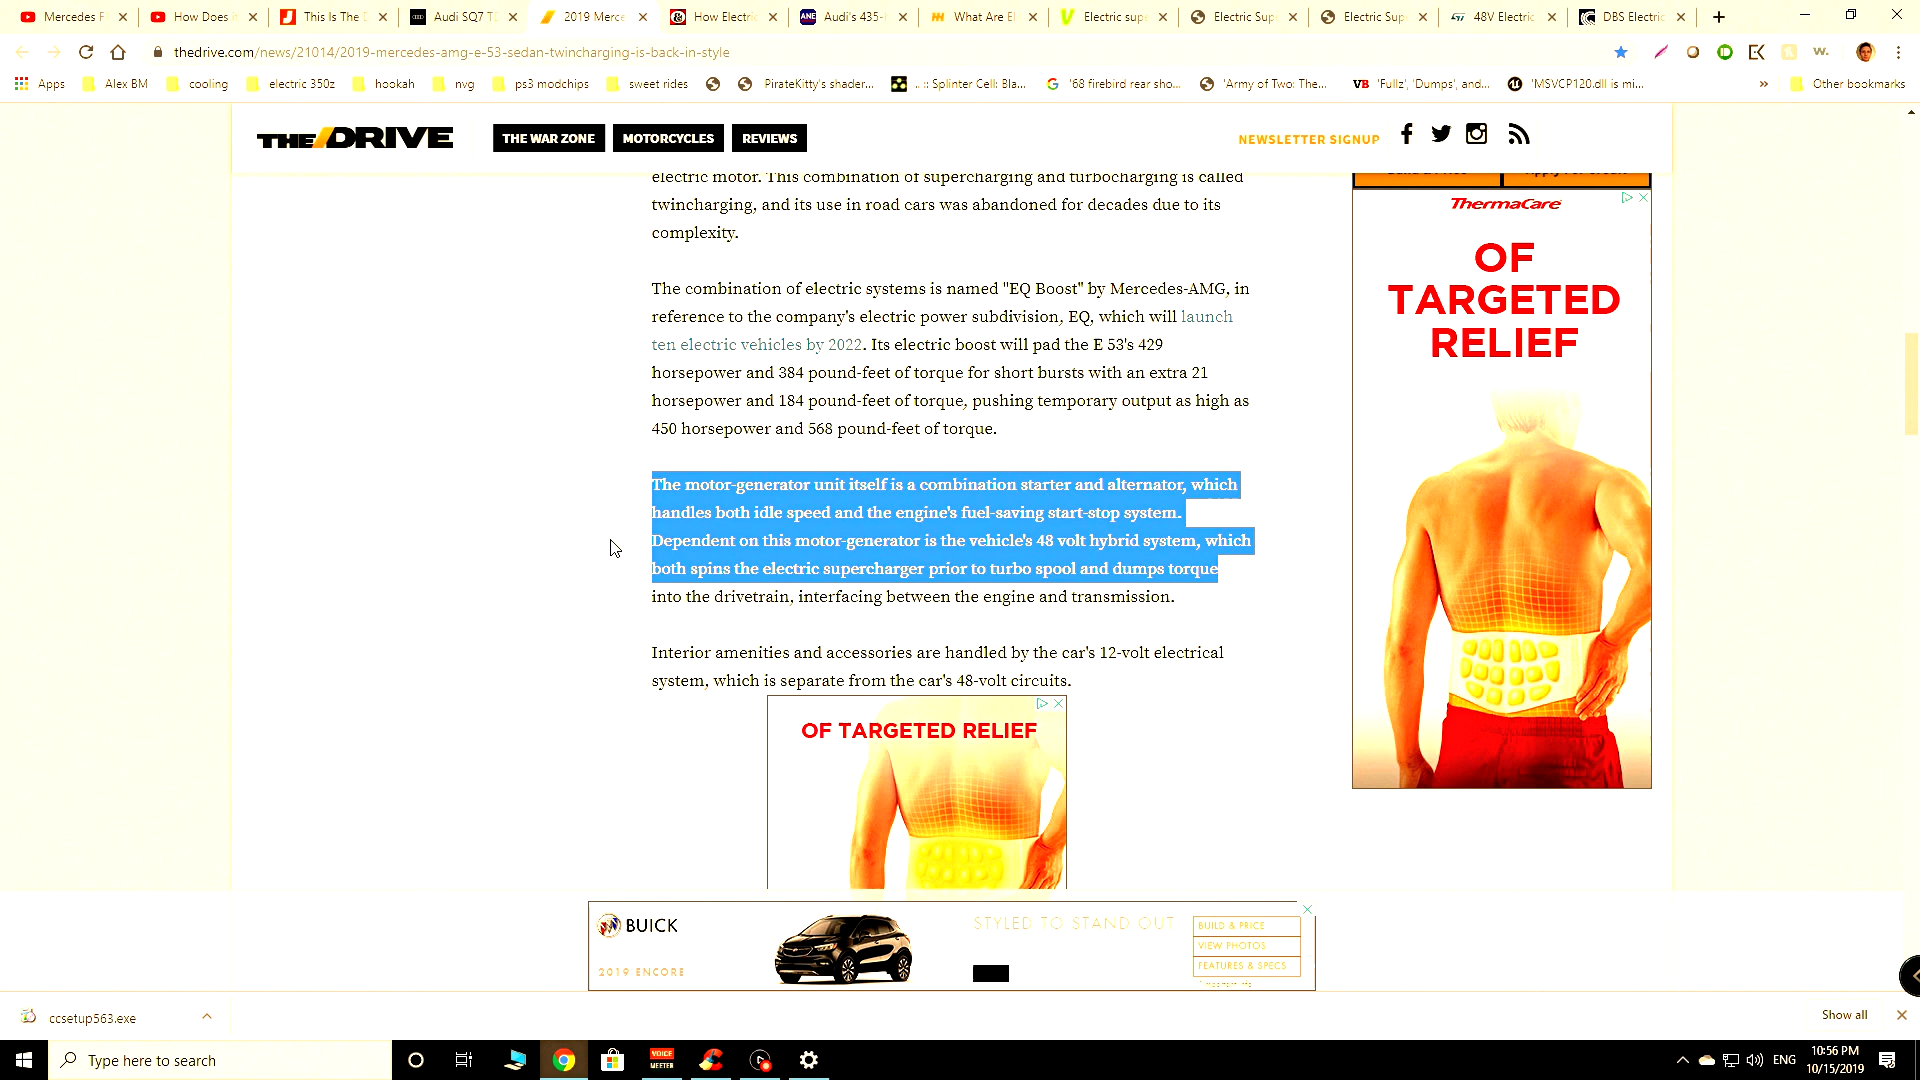 Mercedes F
How Does
This Is The D
Audi SQ7 T
2019 Merce
How Electri
Audi's 435-
What Are El
Electric sup
Electric Sup
Electric Sup
48V Electri
DBS Electri
thedrive.com/news/21014/2019-mercedes-amg-e-53-sedan-twincharging-is-back-in-style
Apps
Alex BM
cooling
electric 350z
hookah
nvg
ps3 modchips
sweet rides
PirateKitty's shader...
.. :: Splinter Cell: Bla...
'68 firebird rear sho...
'Army of Two: The...
'Fullz', 'Dumps', and...
'MSVCP120.dll is mi...
»
Other bookmarks
THE/DRIVE
THE WAR ZONE
MOTORCYCLES
REVIEWS
NEWSLETTER SIGNUP
electric motor. This combination of supercharging and turbocharging is called
twincharging, and its use in road cars was abandoned for decades due to its
complexity.
The combination of electric systems is named "EQ Boost" by Mercedes-AMG, in
reference to the company's electric power subdivision, EQ, which will launch
ten electric vehicles by 2022. Its electric boost will pad the E 53's 429
horsepower and 384 pound-feet of torque for short bursts with an extra 21
horsepower and 184 pound-feet of torque, pushing temporary output as high as
450 horsepower and 568 pound-feet of torque.
The motor-generator unit itself is a combination starter and alternator, which
handles both idle speed and the engine's fuel-saving start-stop system.
Dependent on this motor-generator is the vehicle's 48 volt hybrid system, which
both spins the electric supercharger prior to turbo spool and dumps torque
into the drivetrain, interfacing between the engine and transmission.
Interior amenities and accessories are handled by the car's 12-volt electrical
system, which is separate from the car's 48-volt circuits.
OF TARGETED RELIEF
ThermaCare
OF
TARGETED
RELIEF
BUICK
2019 ENCORE
STYLED TO STAND OUT
BUILD & PRICE
VIEW PHOTOS
FEATURES & SPECS
ccsetup563.exe
Show all
Type here to search
VOICE
MEETER
ENG
10:56 PM
10/15/2019